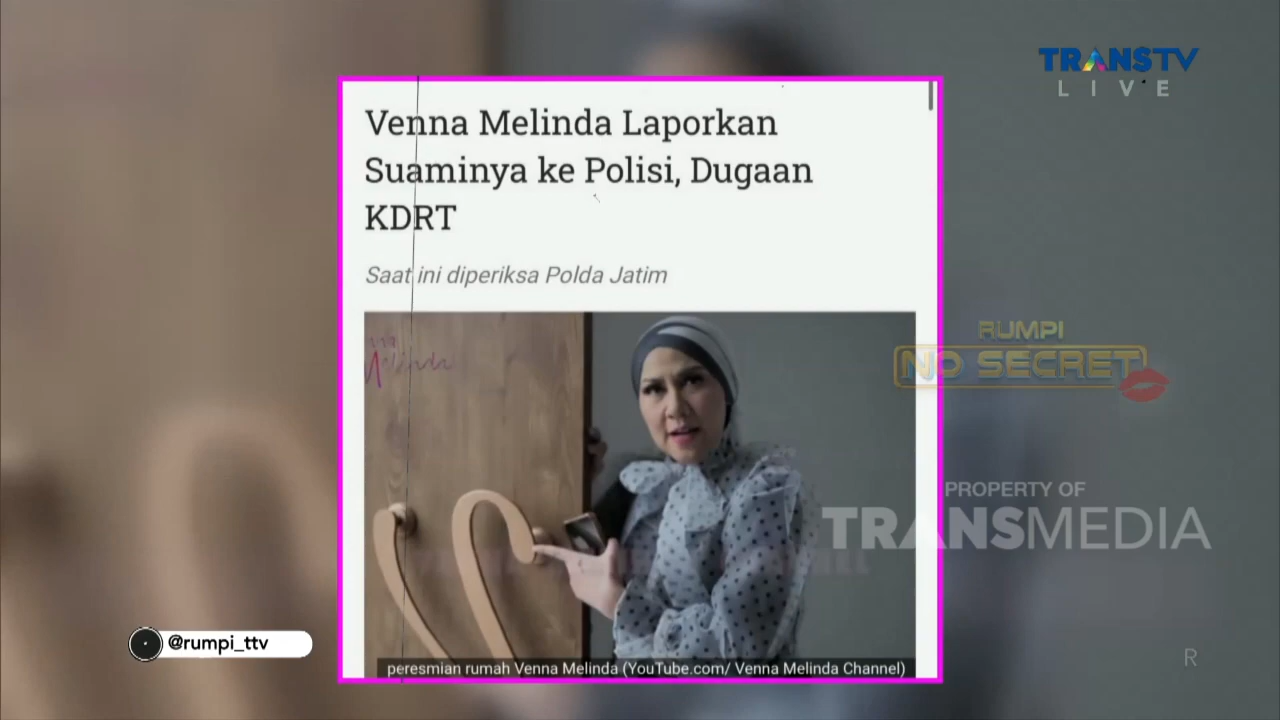 TRANSTV
LIVE
Venna Melinda Laporkan
Suaminya ke Polisi, Dugaan
KDRT
Saat ini diperiksa Polda Jatim
Melinda
RUMPI
NO SECRET
PROPERTY OF
TRANSMEDIA
@rumpi_ttv
peresmian rumah Venna Melinda (YouTube.com/ Venna Melinda Channel)
R